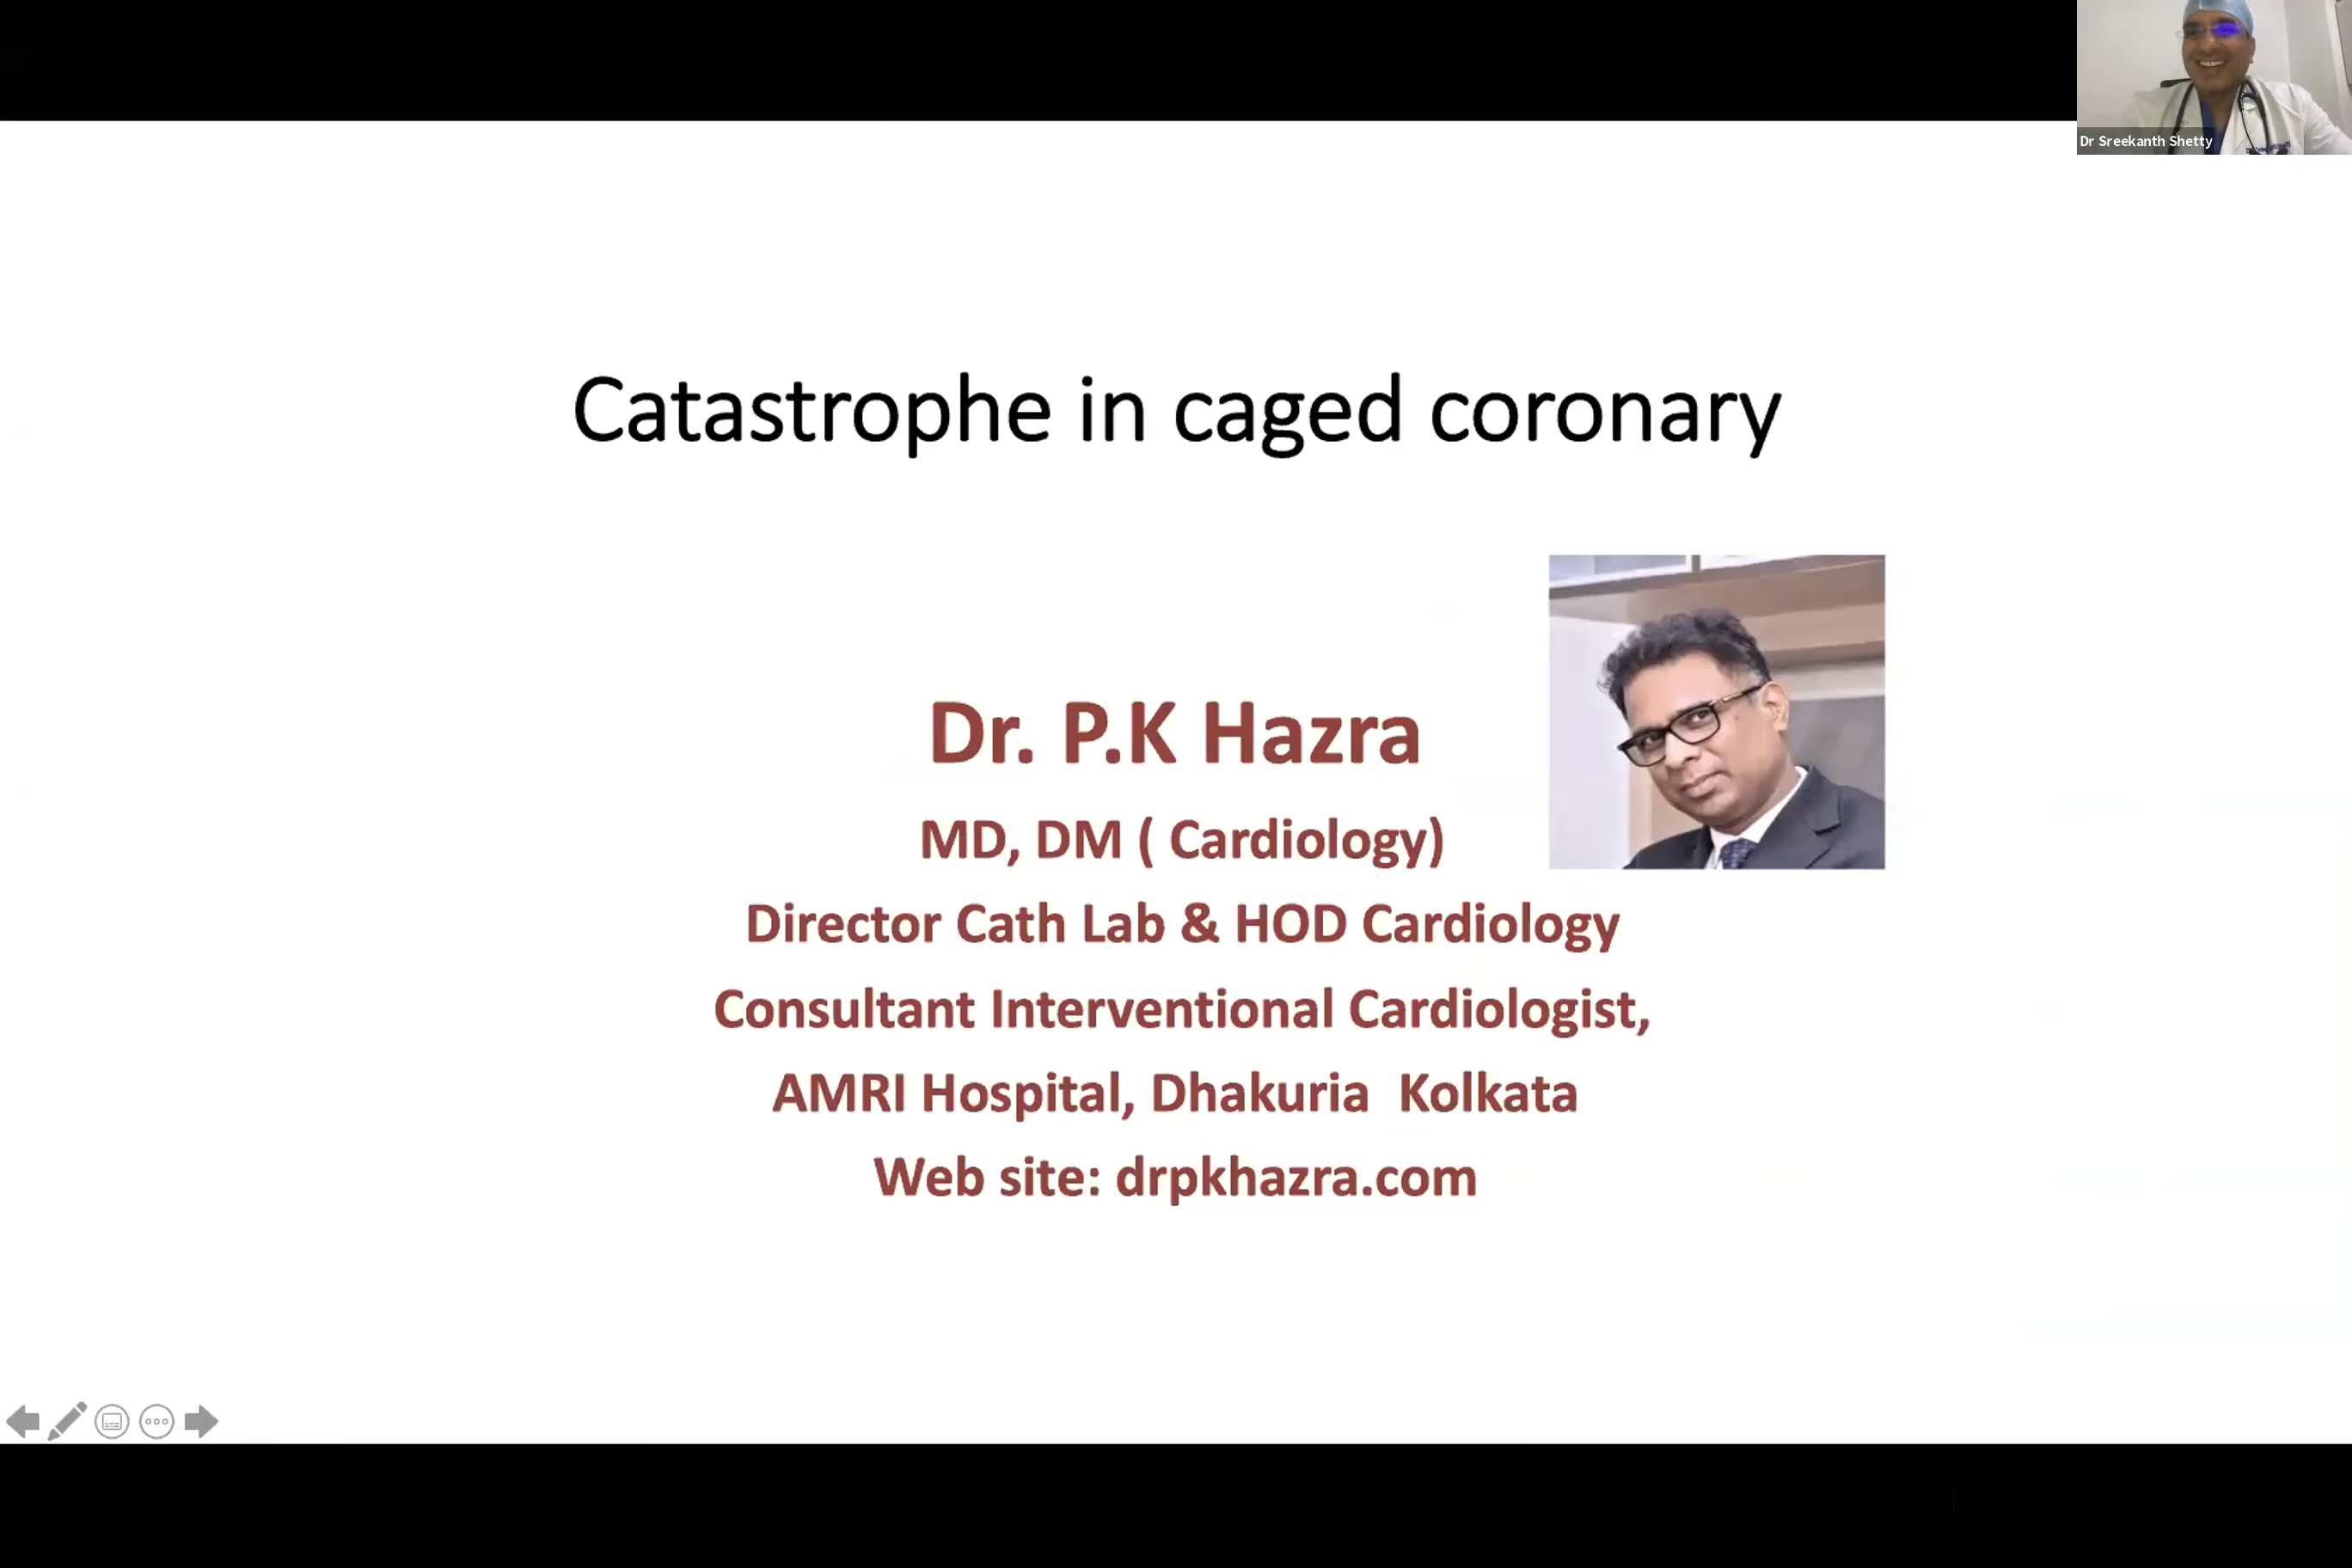 Dr Sreekanth Shetty
Catastrophe in caged coronary
Dr. P.K Hazra
MD, DM ( Cardiology)
Director Cath Lab & HOD Cardiology
Consultant Interventional Cardiologist,
AMRI Hospital, Dhakuria  Kolkata
Web site: drpkhazra.com